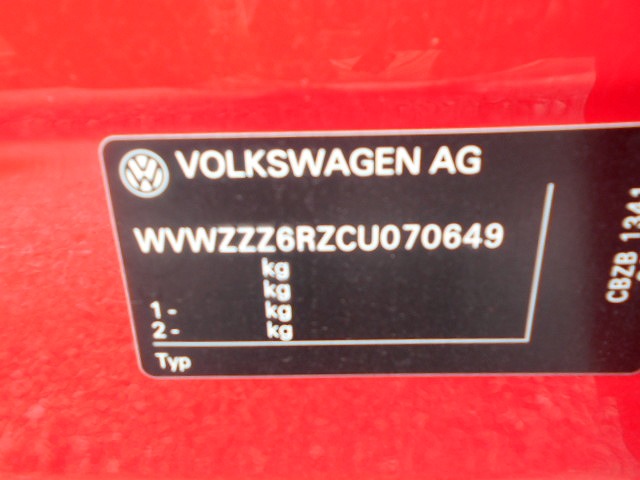 VOLKSWAGEN AG
WVWZZZ6RZCU070649
kg
kg
1- kg
2- kg
Typ
CBZB 1341